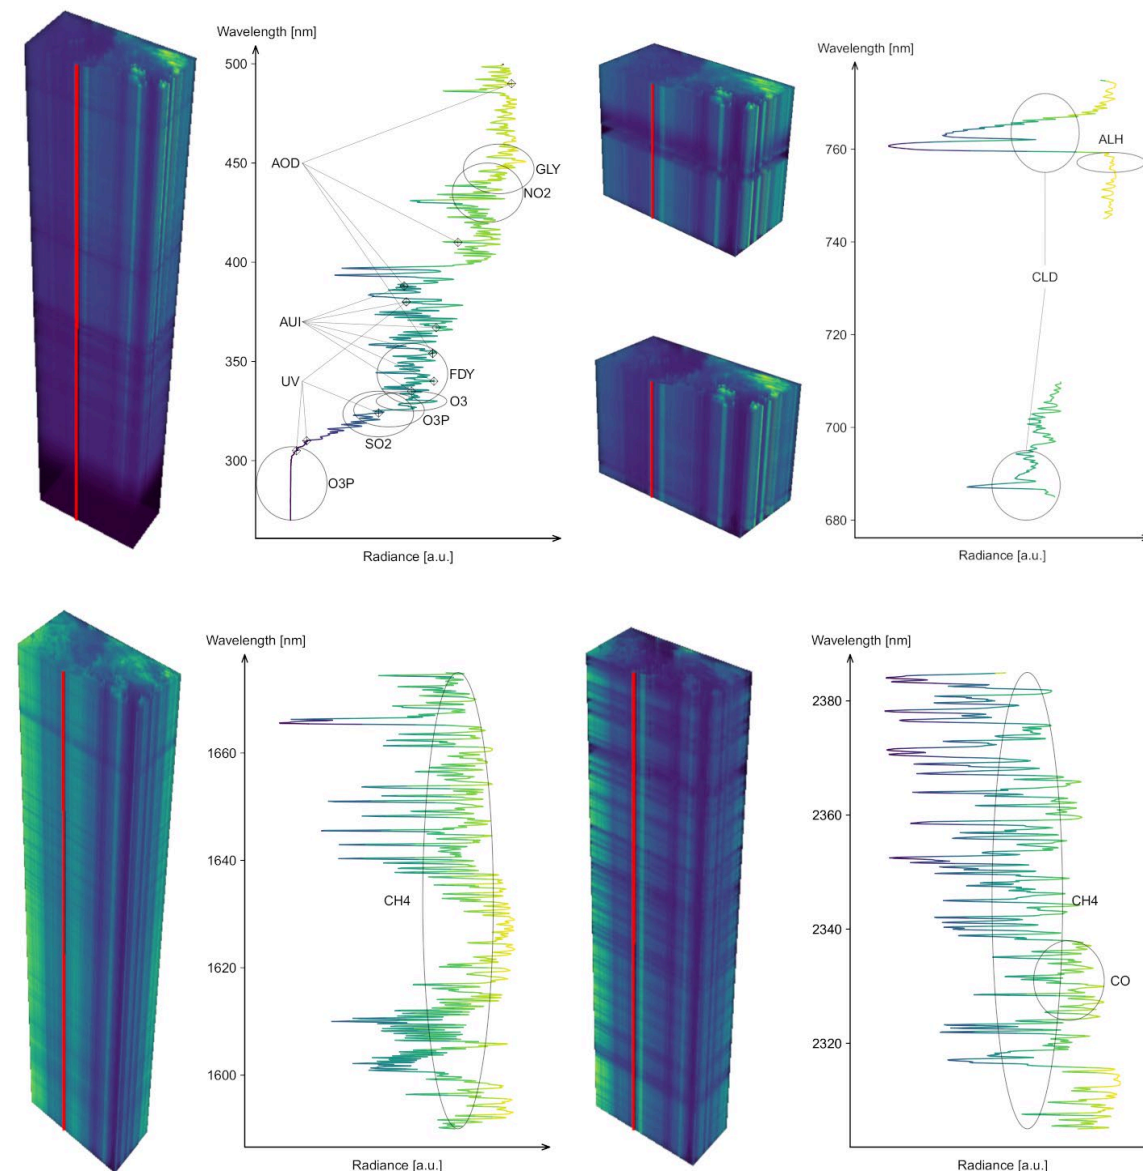 Wavelength [nm]
500
450
400
350
300
AOD
GLY
NO2
AUI
UV
FDY
O3
O3P
SO2
O3P
Radiance [a.u.]
Wavelength [nm]
760
740
720
700
680
ALH
CLD
Radiance [a.u.]
Wavelength [nm]
1660
1640
1620
1600
CH4
Radiance [a.u.]
Wavelength [nm]
2380
2360
2340
2320
CH4
CO
Radiance [a.u.]